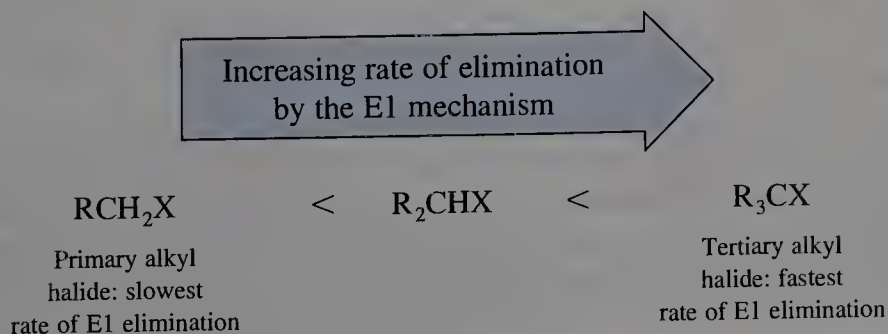 Increasing rate of elimination
by the E1 mechanism
RCH₂X < R₂CHX < R₃CX
Primary alkyl
halide: slowest
rate of E1 elimination
Tertiary alkyl
halide: fastest
rate of E1 elimination